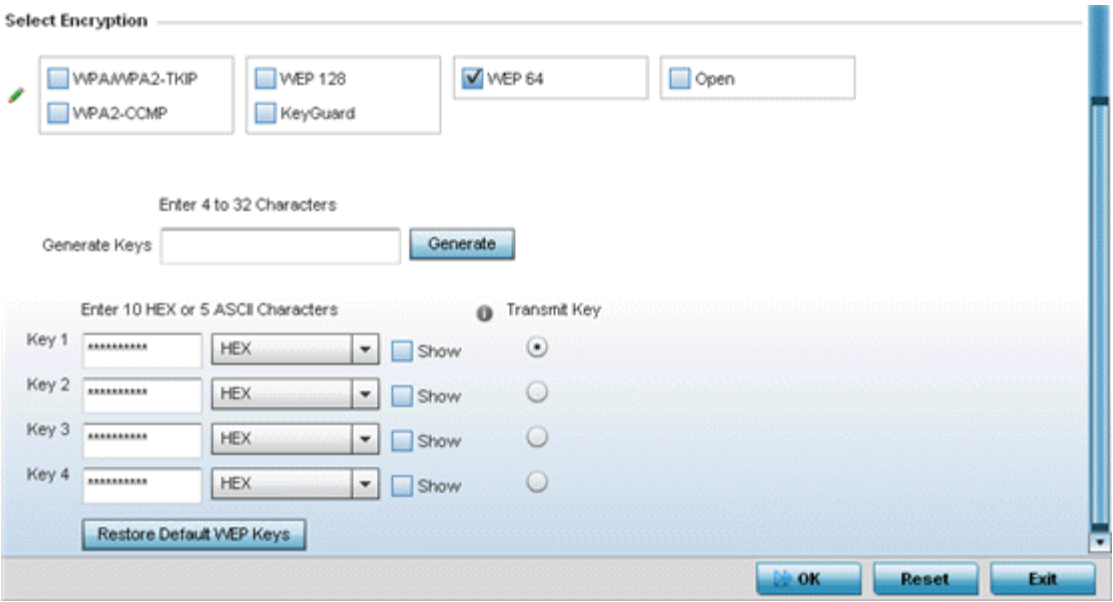 Select Encryption
WPA/WPA2-TKIP WEP 128 WEP 64 Open
WPA2-CCMP KeyGuard
Enter 4 to 32 Characters
Generate Keys Generate
Enter 10 HEX or 5 ASCII Characters Transmit Key
Key 1 ********** HEX Show
Key 2 ********** HEX Show
Key 3 ********** HEX Show
Key 4 ********** HEX Show
Restore Default WEP Keys
OK Reset Exit